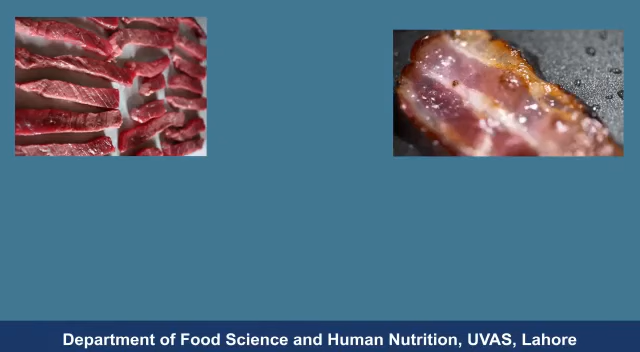 Department of Food Science and Human Nutrition, UVAS, Lahore